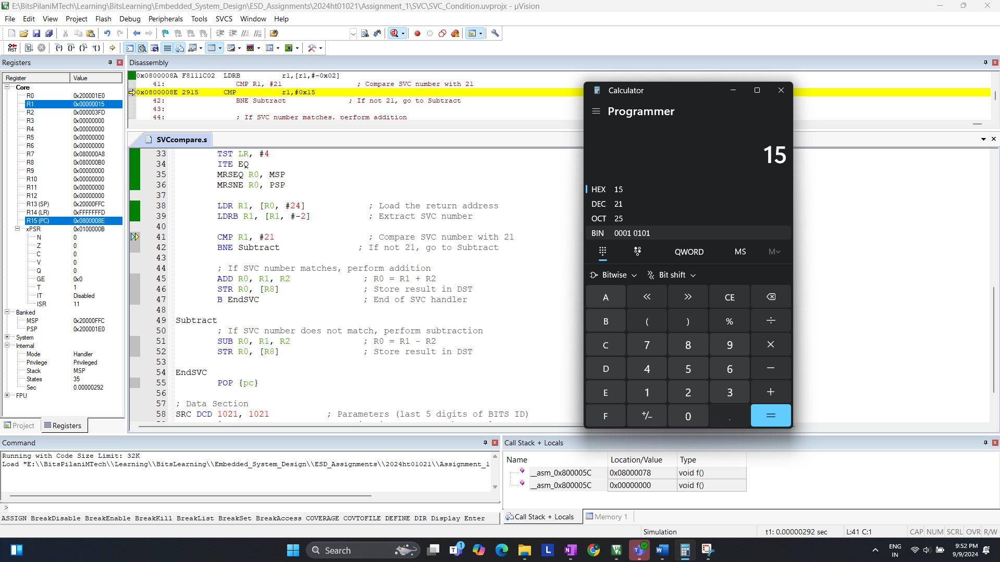 E:\BitsPilaniMTech\Learning\BitsLearning\Embedded_System_Design\ESD_Assignments\2024ht01021\Assignment_1\SVC\SVC_Condition.uvprojx - µVision
File Edit View Project Flash Debug Peripherals Tools SVCS Window Help
Registers
Register Value
Core
R0 0x200001E0
R1 0x00000015
R2 0x000003FD
R3 0x00000000
R4 0x00000000
R5 0x00000000
R6 0x00000000
R7 0x080000A8
R8 0x080000B0
R9 0x00000000
R10 0x00000000
R11 0x00000000
R12 0x00000000
R13 (SP) 0x20000FFC
R14 (LR) 0xFFFFFFFD
R15 (PC) 0x0800008E
xPSR 0x0100000B
N 0
Z 0
C 0
V 0
Q 0
GE 0x0
T 1
IT Disabled
ISR 11
Banked
MSP 0x20000FFC
PSP 0x200001E0
System
Internal
Mode Handler
Privilege Privileged
Stack MSP
States 35
Sec 0.00000292
FPU
Project Registers
Disassembly
0x0800008A F8111C02 LDRB r1,[r1,#-0x02]
41: CMP R1, #21 ; Compare SVC number with 21
0x0800008E 2915 CMP r1,#0x15
42: BNE Subtract ; If not 21, go to Subtract
43:
44: ; If SVC number matches, perform addition
SVCcompare.s
33 TST LR, #4
34 ITE EQ
35 MRSEQ R0, MSP
36 MRSNE R0, PSP
37
38 LDR R1, [R0, #24] ; Load the return address
39 LDRB R1, [R1, #-2] ; Extract SVC number
40
41 CMP R1, #21 ; Compare SVC number with 21
42 BNE Subtract ; If not 21, go to Subtract
43
44 ; If SVC number matches, perform addition
45 ADD R0, R1, R2 ; R0 = R1 + R2
46 STR R0, [R8] ; Store result in DST
47 B EndSVC ; End of SVC handler
48
49 Subtract
50 ; If SVC number does not match, perform subtraction
51 SUB R0, R1, R2 ; R0 = R1 - R2
52 STR R0, [R8] ; Store result in DST
53
54 EndSVC
55 POP {pc}
56
57 ; Data Section
58 SRC DCD 1021, 1021 ; Parameters (last 5 digits of BITS ID)
Calculator
Programmer
15
HEX 15
DEC 21
OCT 25
BIN 0001 0101
QWORD MS M
Bitwise Bit shift
A « » CE
B ( ) % ÷
C 7 8 9 ×
D 4 5 6 −
E 1 2 3 +
F +/− 0 . =
Command
Running with Code Size Limit: 32K
Load "E:\\BitsPilaniMTech\\Learning\\BitsLearning\\Embedded_System_Design\\ESD_Assignments\\2024ht01021\\Assignment_1
>
ASSIGN BreakDisable BreakEnable BreakKill BreakList BreakSet BreakAccess COVERAGE COVTOFILE DEFINE DIR Display Enter
Call Stack + Locals
Name Location/Value Type
__asm_0x800005C 0x08000078 void f()
__asm_0x800005C 0x00000000 void f()
Call Stack + Locals Memory 1
Simulation t1: 0.00000292 sec L:41 C:1 CAP NUM SCRL OVR R/W
Search
1
ENG
IN
9:52 PM
9/9/2024